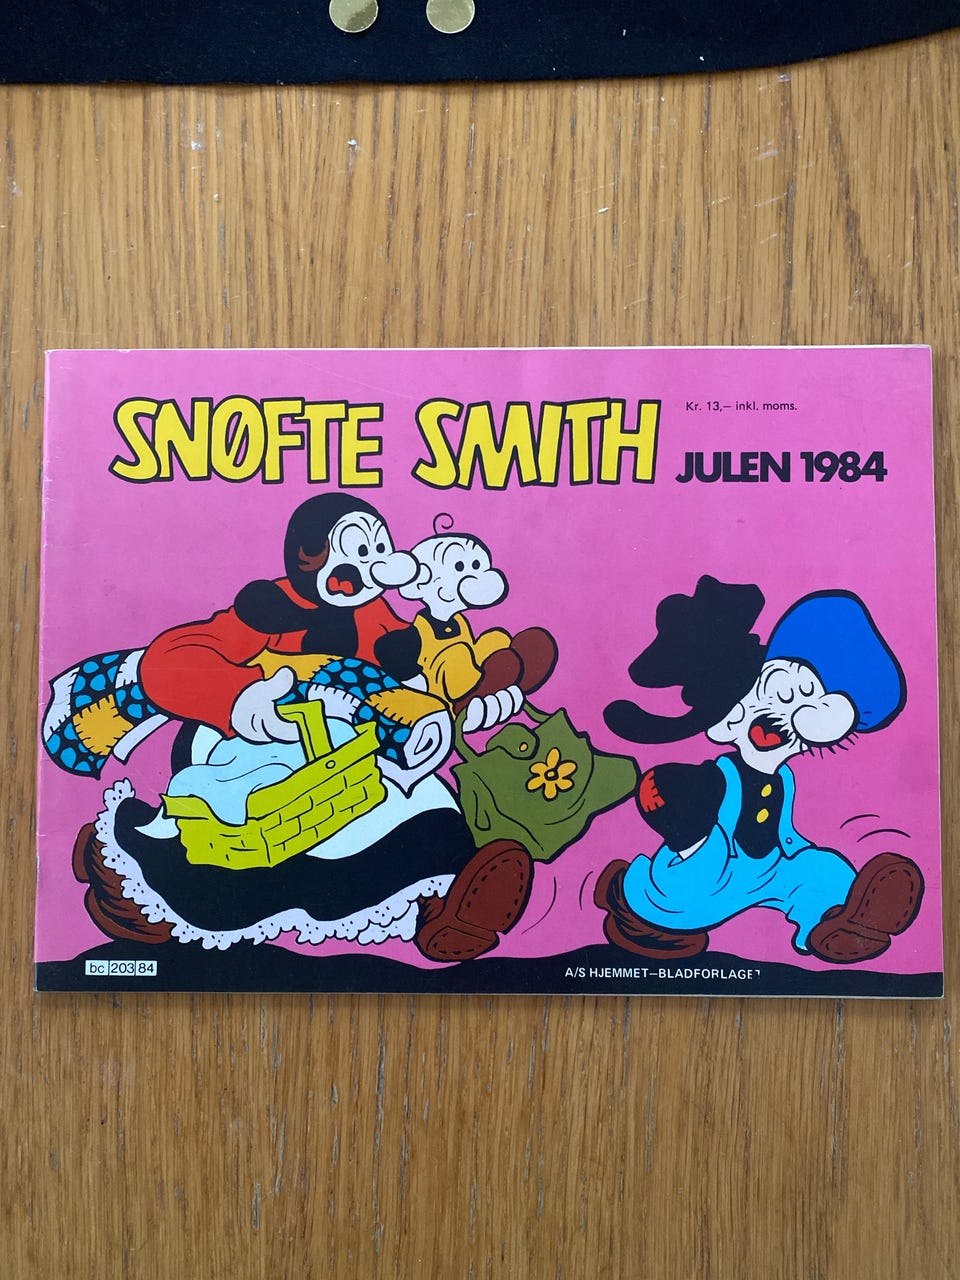 SNØFTE SMITH
Kr. 13,– inkl. moms.
JULEN 1984
bc 203 84
A/S HJEMMET–BLADFORLAGET